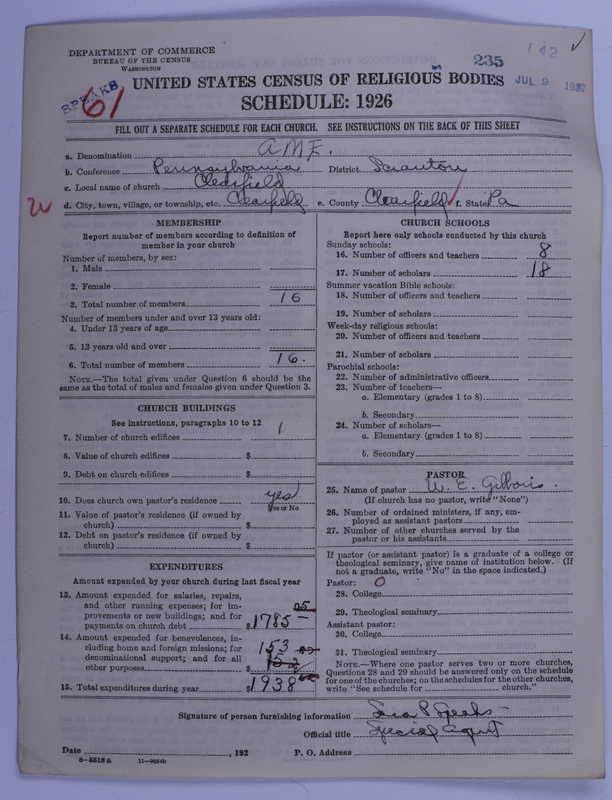 DEPARTMENT OF COMMERCE
BUREAU OF THE CENSUS
WASHINGTON
235
142
JUL 9
SPEAKS
61
UNITED STATES CENSUS OF RELIGIOUS BODIES
SCHEDULE: 1926
FILL OUT A SEPARATE SCHEDULE FOR EACH CHURCH. SEE INSTRUCTIONS ON THE BACK OF THIS SHEET
a. Denomination A.M.E.
b. Conference Pennsylvania District Scranton
c. Local name of church Clearfield
d. City, town, village, or township, etc. Clearfield e. County Clearfield f. State Pa
MEMBERSHIP
Report number of members according to definition of
member in your church
Number of members, by sex:
1. Male
2. Female
3. Total number of members 16
Number of members under and over 13 years old:
4. Under 13 years of age
5. 13 years old and over
6. Total number of members 16.
NOTE.—The total given under Question 6 should be the
same as the total of males and females given under Question 3.
CHURCH BUILDINGS
See instructions, paragraphs 10 to 12
7. Number of church edifices 1
8. Value of church edifices $
9. Debt on church edifices $
10. Does church own pastor's residence yes
Yes or No
11. Value of pastor's residence (if owned by
church) $
12. Debt on pastor's residence (if owned by
church) $
EXPENDITURES
Amount expended by your church during last fiscal year
13. Amount expended for salaries, repairs,
and other running expenses; for im-
provements or new buildings; and for
payments on church debt $1785
14. Amount expended for benevolences, in-
cluding home and foreign missions; for
denominational support; and for all
other purposes $ 153
15. Total expenditures during year $1938
CHURCH SCHOOLS
Report here only schools conducted by this church
Sunday schools:
16. Number of officers and teachers 8
17. Number of scholars 18
Summer vacation Bible schools:
18. Number of officers and teachers
19. Number of scholars
Week-day religious schools:
20. Number of officers and teachers
21. Number of scholars
Parochial schools:
22. Number of administrative officers
23. Number of teachers—
a. Elementary (grades 1 to 8)
b. Secondary
24. Number of scholars—
a. Elementary (grades 1 to 8)
b. Secondary
PASTOR
25. Name of pastor W. E.
(If church has no pastor, write "None")
26. Number of ordained ministers, if any, em-
ployed as assistant pastors
27. Number of other churches served by the
pastor or his assistants
If pastor (or assistant pastor) is a graduate of a college or
theological seminary, give name of institution below. (If
not a graduate, write "No" in the space indicated.)
Pastor: O
28. College
29. Theological seminary
Assistant pastor:
30. College
31. Theological seminary
NOTE.—Where one pastor serves two or more churches,
Questions 28 and 29 should be answered only on the schedule
for one of the churches; on the schedules for the other churches,
write "See schedule for church."
Signature of person furnishing information Sara P Speaks
Official title Special Agent
Date , 192 P. O. Address
8—5518a 11—9054b